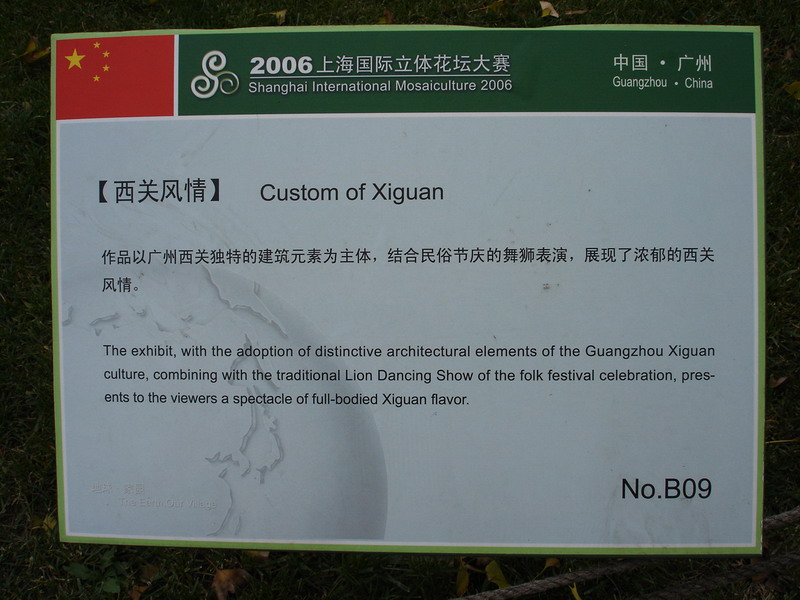 2006上海国际立体花坛大赛
Shanghai International Mosaiculture 2006
中国·广州
Guangzhou · China
【西关风情】 Custom of Xiguan
作品以广州西关独特的建筑元素为主体，结合民俗节庆的舞狮表演，展现了浓郁的西关
风情。
The exhibit, with the adoption of distinctive architectural elements of the Guangzhou Xiguan
culture, combining with the traditional Lion Dancing Show of the folk festival celebration, pres-
ents to the viewers a spectacle of full-bodied Xiguan flavor.
The Earth Our
No.B09